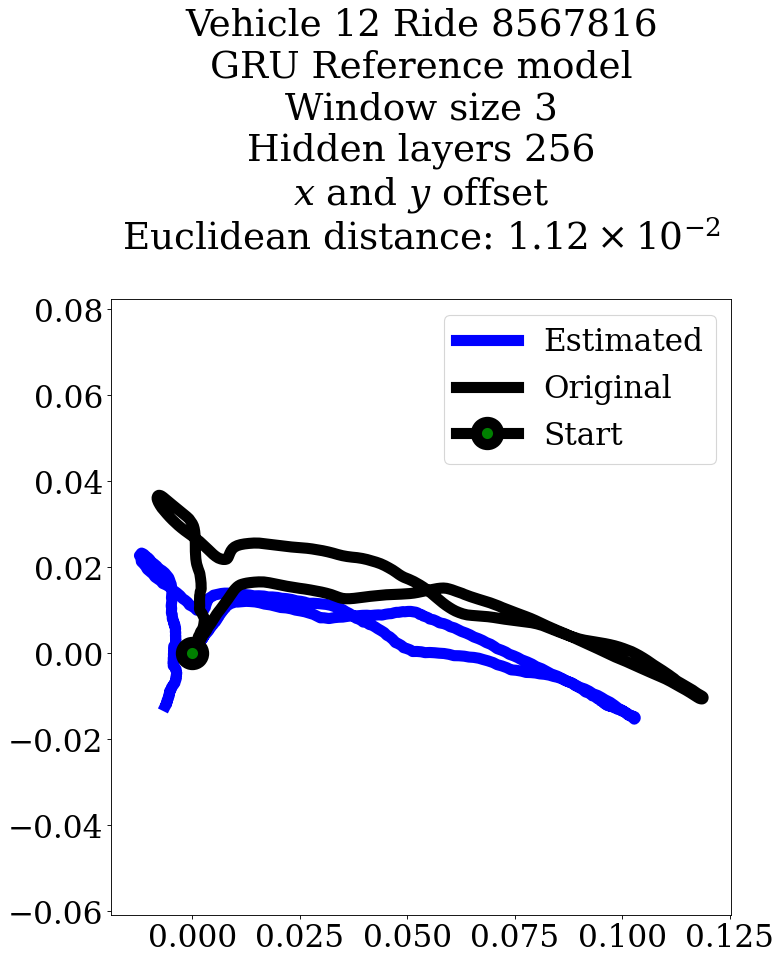 Vehicle 12 Ride 8567816
GRU Reference model
Window size 3
Hidden layers 256
x and y offset
Euclidean distance: 1.12 × 10⁻²
Estimated
Original
Start
0.08
0.06
0.04
0.02
0.00
−0.02
−0.04
−0.06
0.000 0.025 0.050 0.075 0.100 0.125